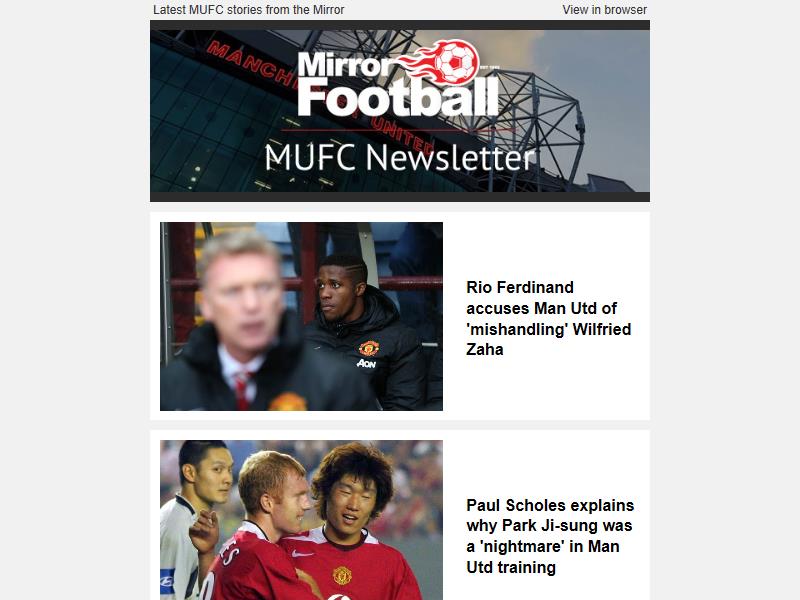 Latest MUFC stories from the Mirror
View in browser
MANCHESTER UNITED
Mirror
Football
MUFC Newsletter
Rio Ferdinand
accuses Man Utd of
'mishandling' Wilfried
Zaha
AON
Paul Scholes explains
why Park Ji-sung was
a 'nightmare' in Man
Utd training